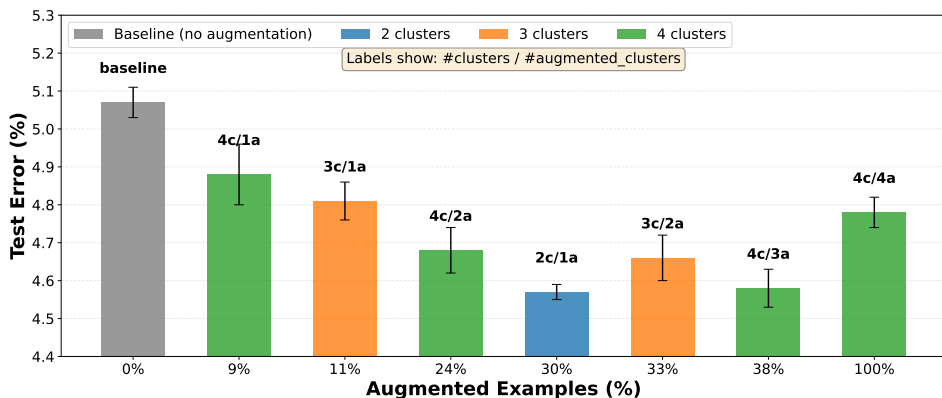 Baseline (no augmentation) 2 clusters 3 clusters 4 clusters
Labels show: #clusters / #augmented_clusters
Test Error (%)
5.3
5.2
5.1
5.0
4.9
4.8
4.7
4.6
4.5
4.4
baseline
4c/1a
3c/1a
4c/2a
2c/1a
3c/2a
4c/3a
4c/4a
0% 9% 11% 24% 30% 33% 38% 100%
Augmented Examples (%)